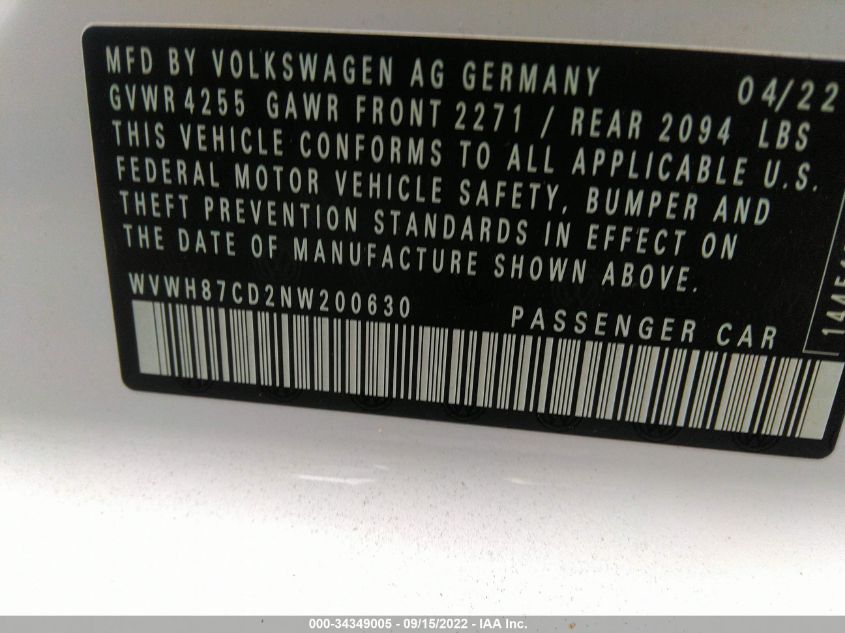 MFD BY VOLKSWAGEN AG GERMANY 04/22
GVWR 4255 GAWR FRONT 2271 / REAR 2094 LBS
THIS VEHICLE CONFORMS TO ALL APPLICABLE U.S.
FEDERAL MOTOR VEHICLE SAFETY, BUMPER AND
THEFT PREVENTION STANDARDS IN EFFECT ON
THE DATE OF MANUFACTURE SHOWN ABOVE.
WVWH87CD2NW200630 PASSENGER CAR
000-34349005 - 09/15/2022 - IAA Inc.